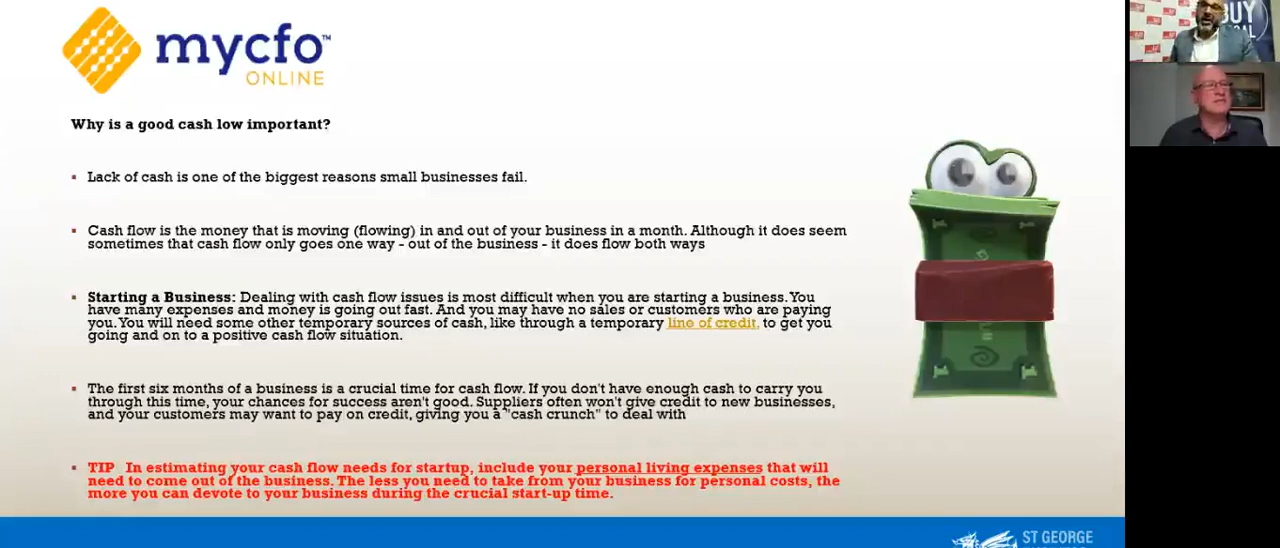 mycfo™
ONLINE
Why is a good cash low important?
▪ Lack of cash is one of the biggest reasons small businesses fail.
▪ Cash flow is the money that is moving (flowing) in and out of your business in a month. Although it does seem
sometimes that cash flow only goes one way - out of the business - it does flow both ways
▪ Starting a Business: Dealing with cash flow issues is most difficult when you are starting a business. You
have many expenses and money is going out fast. And you may have no sales or customers who are paying
you. You will need some other temporary sources of cash, like through a temporary line of credit, to get you
going and on to a positive cash flow situation.
▪ The first six months of a business is a crucial time for cash flow. If you don't have enough cash to carry you
through this time, your chances for success aren't good. Suppliers often won't give credit to new businesses,
and your customers may want to pay on credit, giving you a "cash crunch" to deal with
▪ TIP In estimating your cash flow needs for startup, include your personal living expenses that will
need to come out of the business. The less you need to take from your business for personal costs, the
more you can devote to your business during the crucial start-up time.
BUY
ST GEORGE